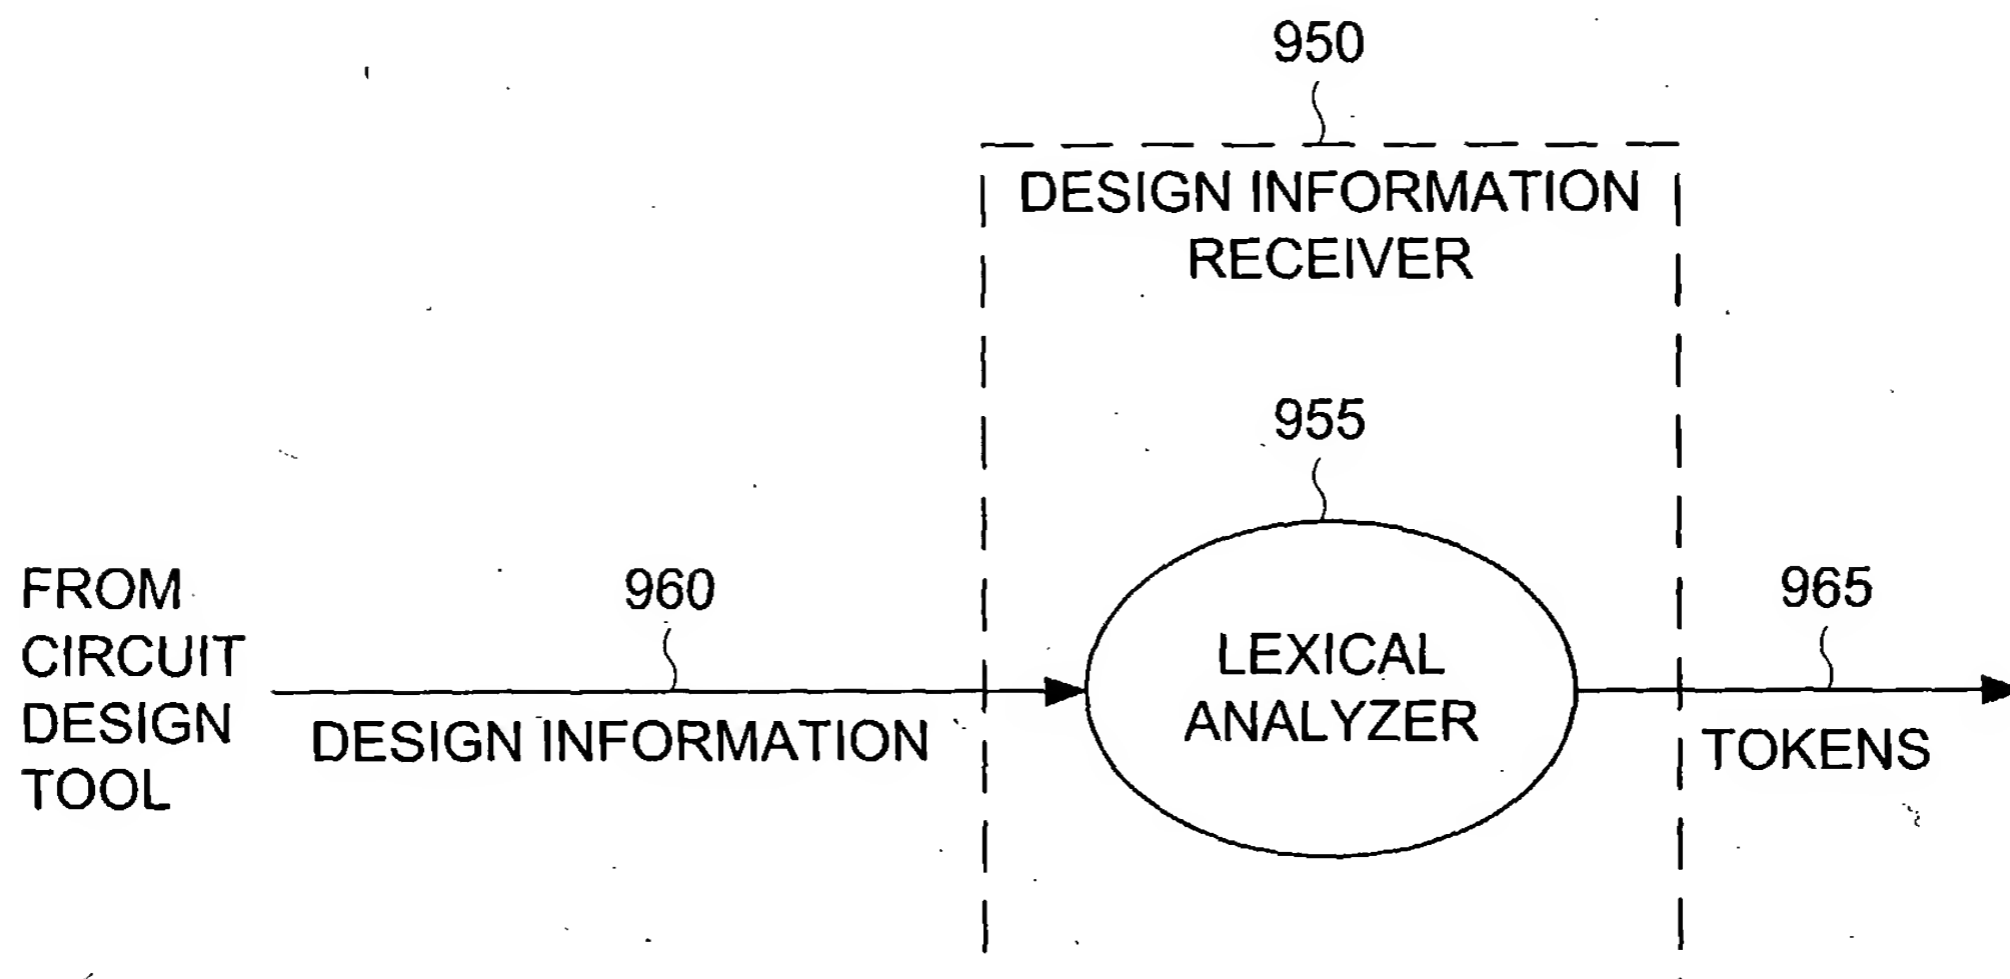 950
DESIGN INFORMATION
RECEIVER
955
FROM
CIRCUIT
DESIGN
TOOL
960
DESIGN INFORMATION
LEXICAL
ANALYZER
965
TOKENS